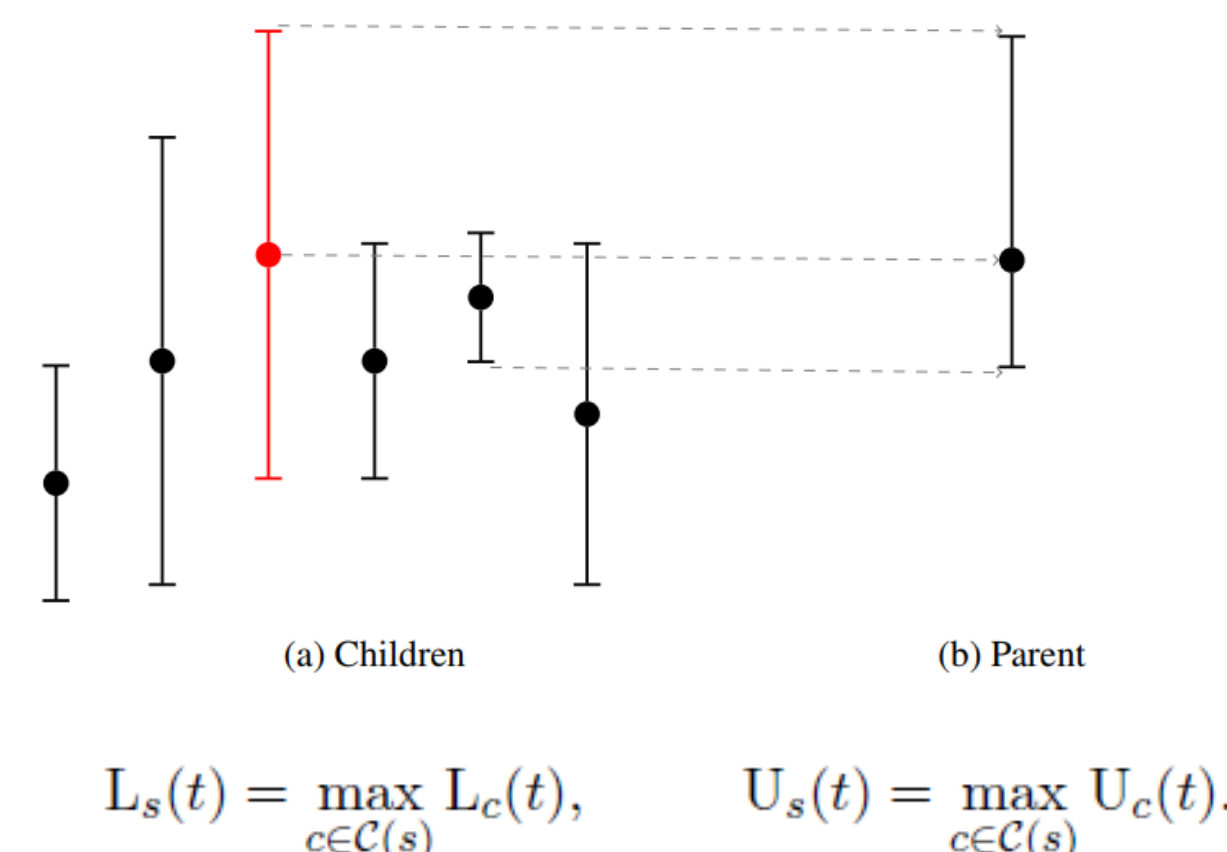 (a) Children
(b) Parent
L_s(t) = max_{c∈𝒞(s)} L_c(t),
U_s(t) = max_{c∈𝒞(s)} U_c(t).